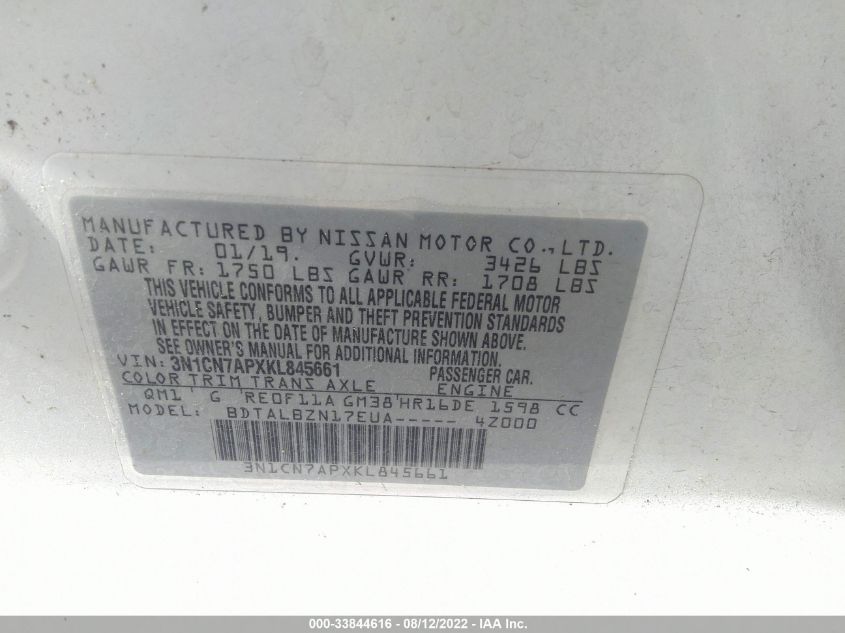 MANUFACTURED BY NISSAN MOTOR CO., LTD.
DATE: 01/19. GVWR: 3426 LBS
GAWR FR: 1750 LBS GAWR RR: 1708 LBS
THIS VEHICLE CONFORMS TO ALL APPLICABLE FEDERAL MOTOR
VEHICLE SAFETY, BUMPER AND THEFT PREVENTION STANDARDS
IN EFFECT ON THE DATE OF MANUFACTURE SHOWN ABOVE.
SEE OWNER'S MANUAL FOR ADDITIONAL INFORMATION.
VIN: 3N1CN7APXKL845661 PASSENGER CAR.
COLOR TRIM TRANS AXLE ENGINE
QM1 G RE0F11A GM38 HR16DE 1598 CC
MODEL: BDTALBZN17EUA----- 4Z000
3N1CN7APXKL845661
000-33844616 - 08/12/2022 - IAA Inc.